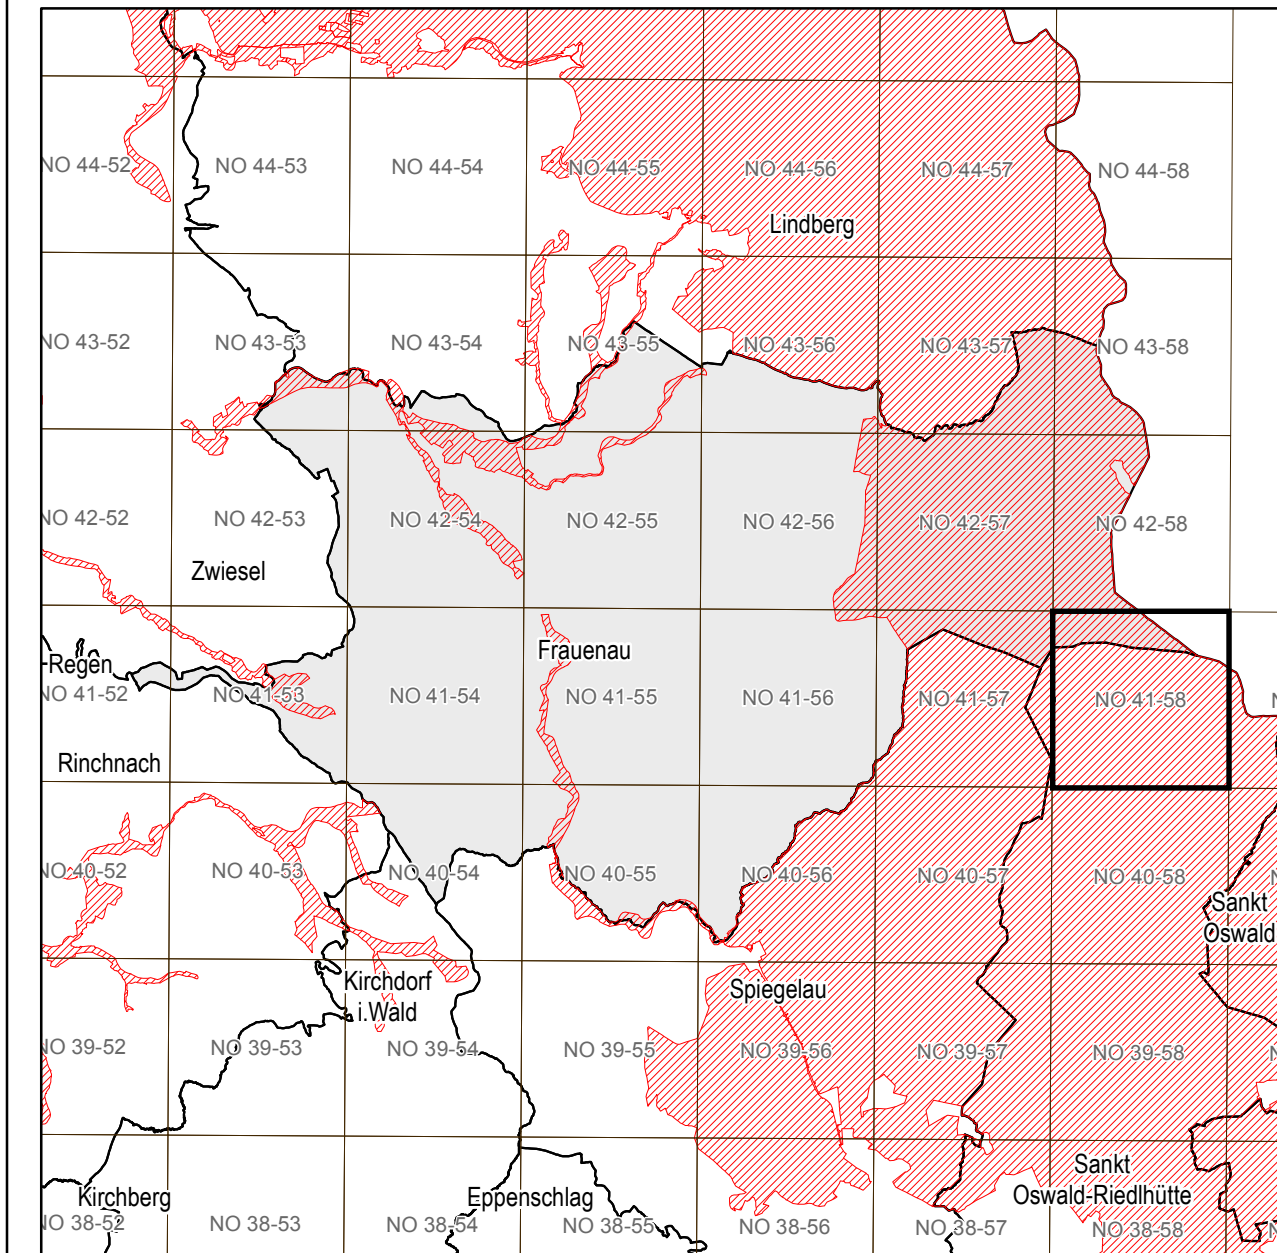 NO 44-52
NO 44-53
NO 44-54
NO 44-55
NO 44-56
NO 44-57
NO 44-58
Lindberg
NO 43-52
NO 43-53
NO 43-54
NO 43-55
NO 43-56
NO 43-57
NO 43-58
NO 42-52
NO 42-53
NO 42-54
NO 42-55
NO 42-56
NO 42-57
NO 42-58
Zwiesel
Frauenau
-Regen
NO 41-52
NO 41-53
NO 41-54
NO 41-55
NO 41-56
NO 41-57
NO 41-58
Rinchnach
NO 40-52
NO 40-53
NO 40-54
NO 40-55
NO 40-56
NO 40-57
NO 40-58
Sankt
Oswald
Kirchdorf
i.Wald
Spiegelau
NO 39-52
NO 39-53
NO 39-54
NO 39-55
NO 39-56
NO 39-57
NO 39-58
Sankt
Oswald-Riedlhütte
Kirchberg
Eppenschlag
NO 38-52
NO 38-53
NO 38-54
NO 38-55
NO 38-56
NO 38-57
NO 38-58